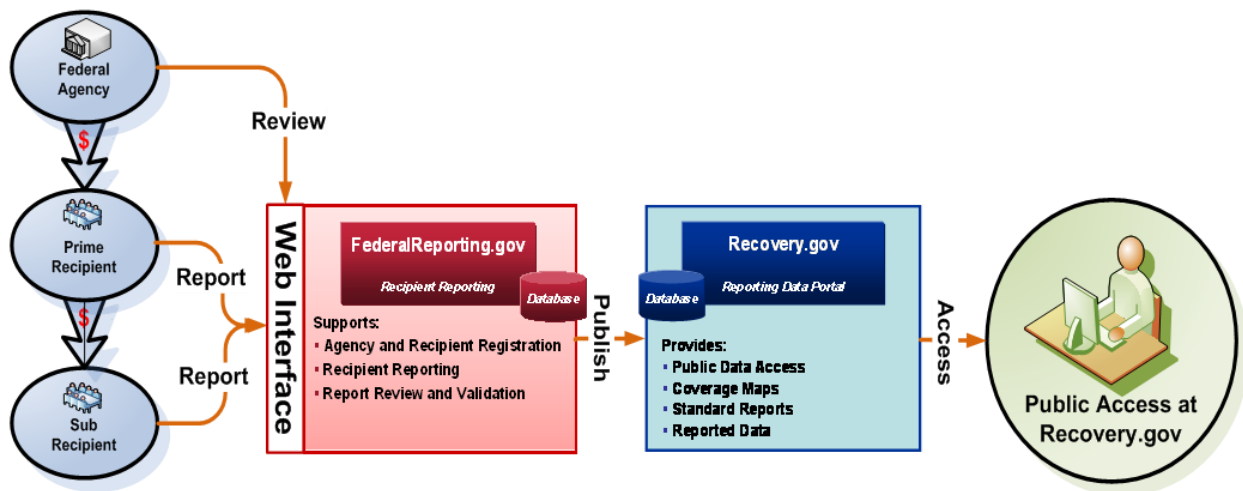 Federal
Agency
$
Prime
Recipient
$
Sub
Recipient
Review
Report
Report
Web Interface
FederalReporting.gov
Recipient Reporting
Database
Supports:
▪ Agency and Recipient Registration
▪ Recipient Reporting
▪ Report Review and Validation
Publish
Recovery.gov
Reporting Data Portal
Database
Provides:
▪ Public Data Access
▪ Coverage Maps
▪ Standard Reports
▪ Reported Data
Access
Public Access at
Recovery.gov